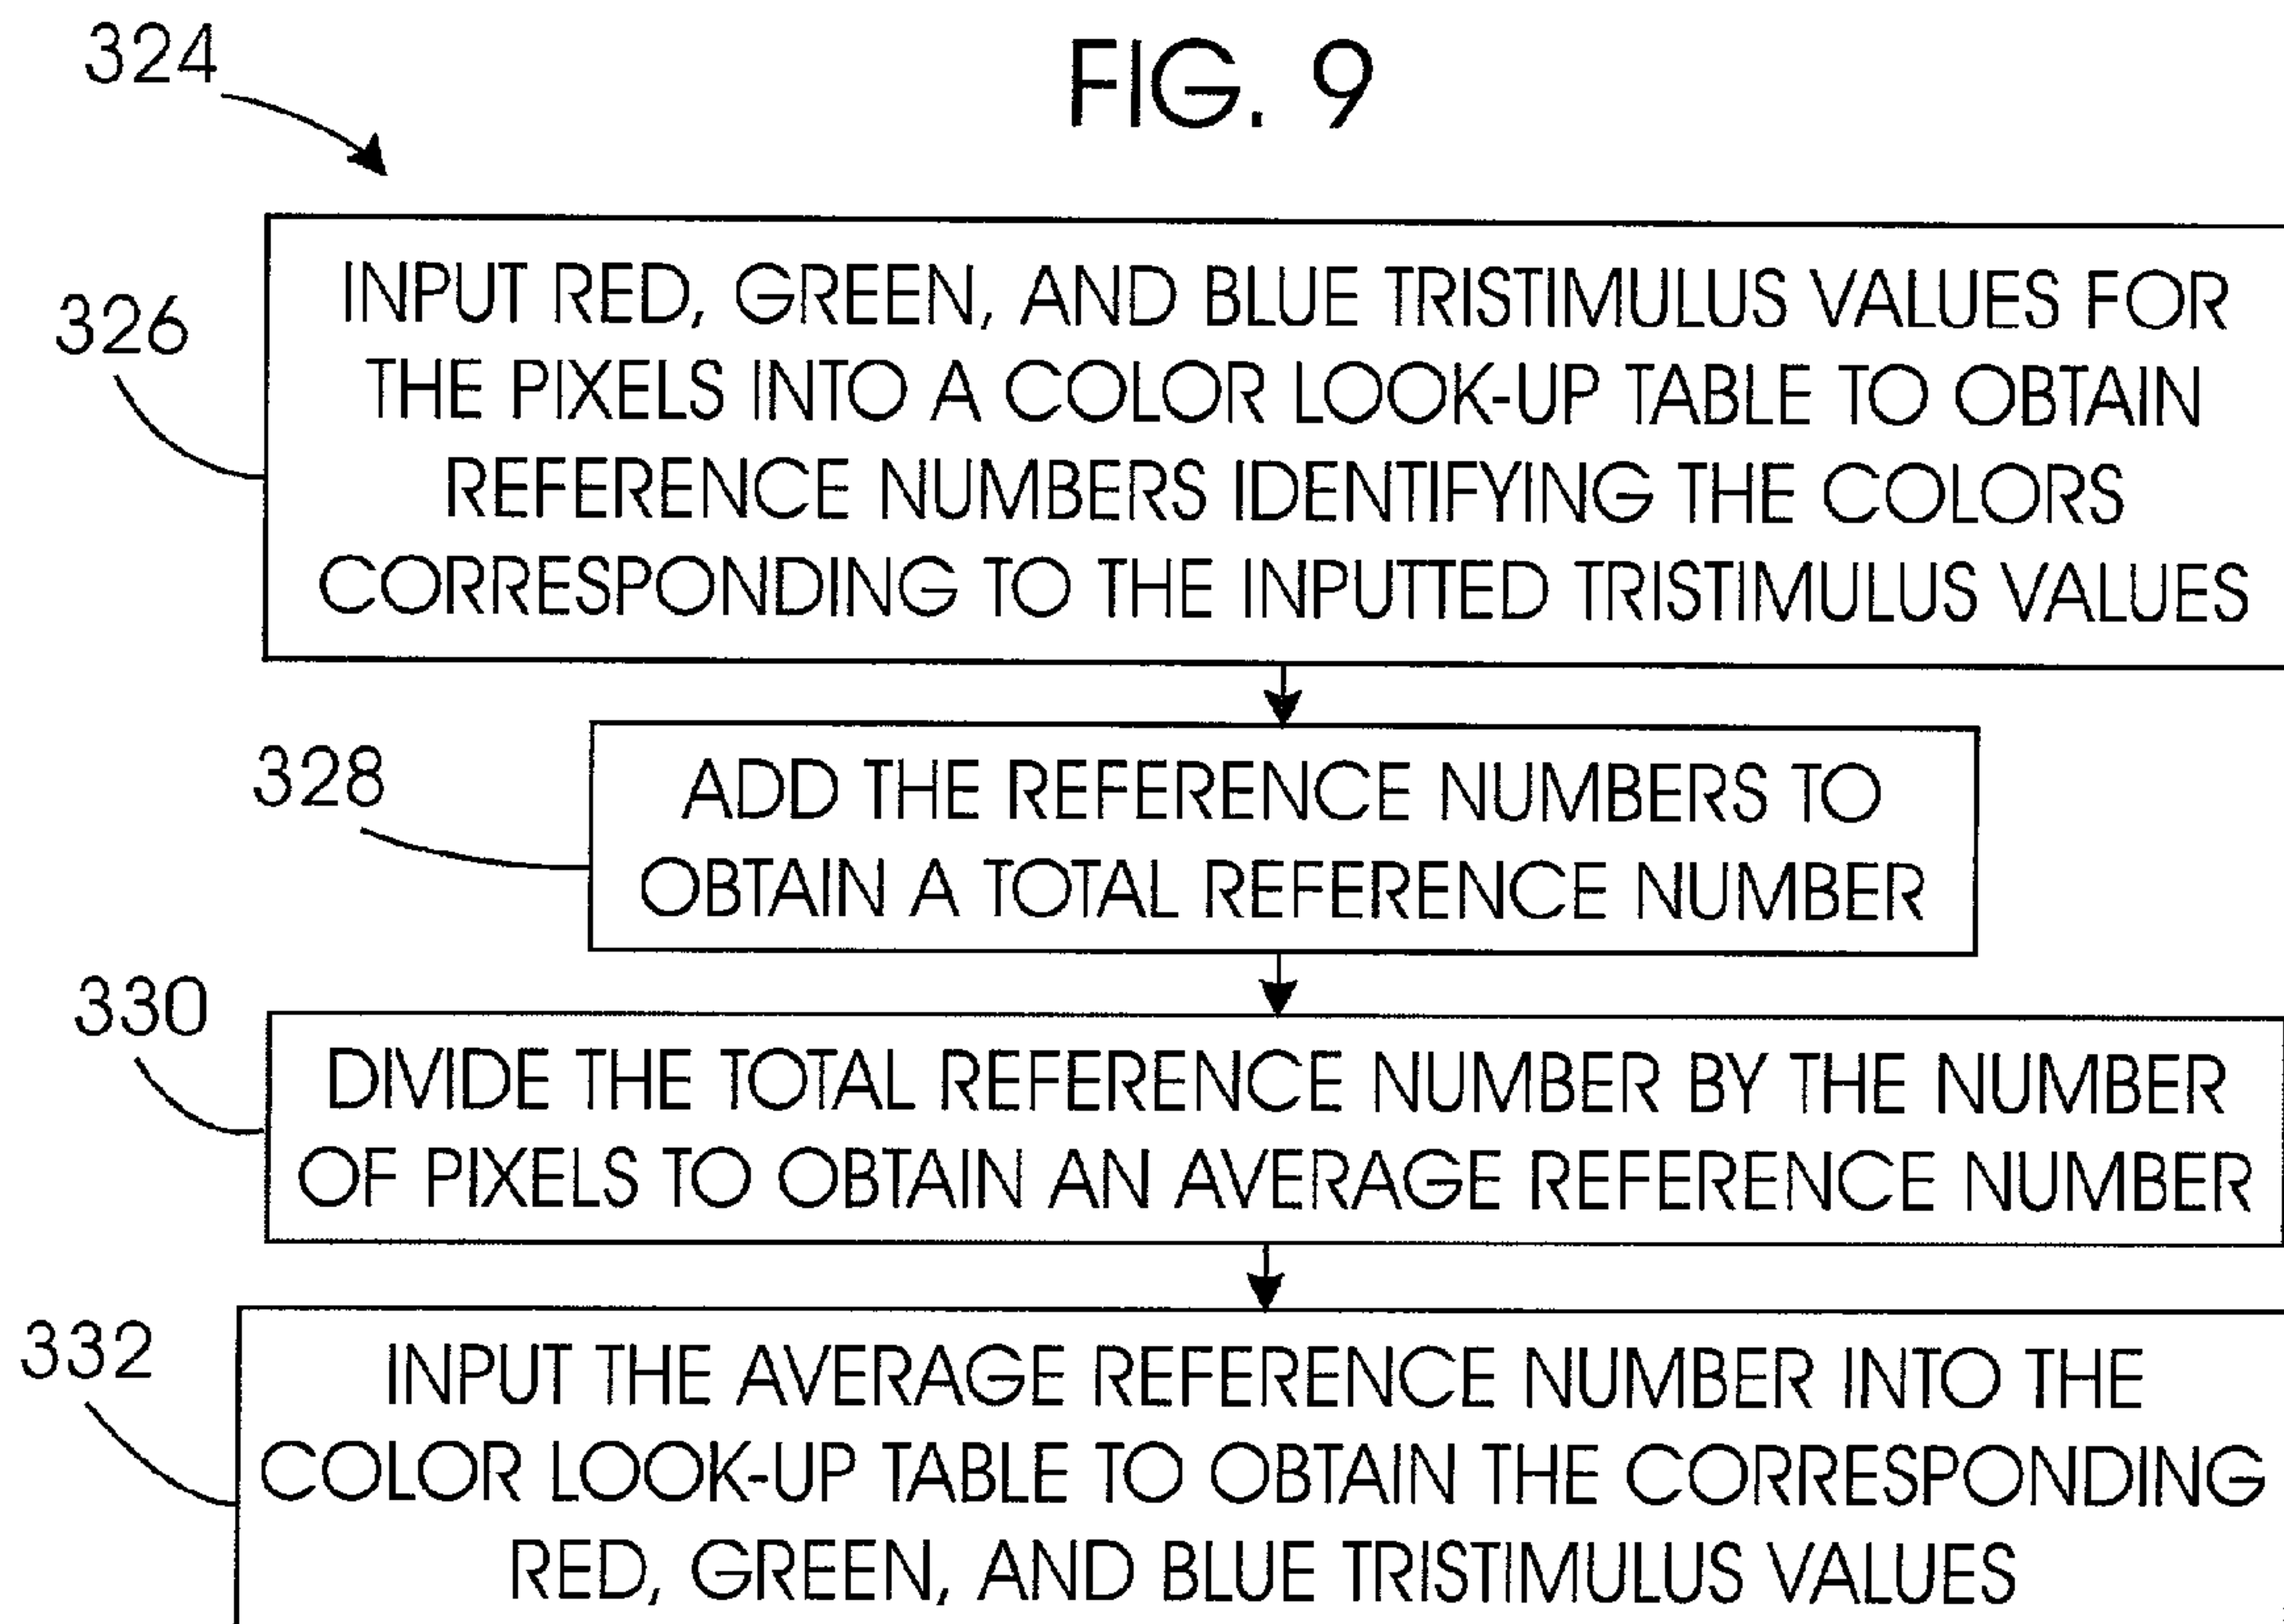 324
FIG. 9
326
INPUT RED, GREEN, AND BLUE TRISTIMULUS VALUES FOR
THE PIXELS INTO A COLOR LOOK-UP TABLE TO OBTAIN
REFERENCE NUMBERS IDENTIFYING THE COLORS
CORRESPONDING TO THE INPUTTED TRISTIMULUS VALUES
328
ADD THE REFERENCE NUMBERS TO
OBTAIN A TOTAL REFERENCE NUMBER
330
DIVIDE THE TOTAL REFERENCE NUMBER BY THE NUMBER
OF PIXELS TO OBTAIN AN AVERAGE REFERENCE NUMBER
332
INPUT THE AVERAGE REFERENCE NUMBER INTO THE
COLOR LOOK-UP TABLE TO OBTAIN THE CORRESPONDING
RED, GREEN, AND BLUE TRISTIMULUS VALUES